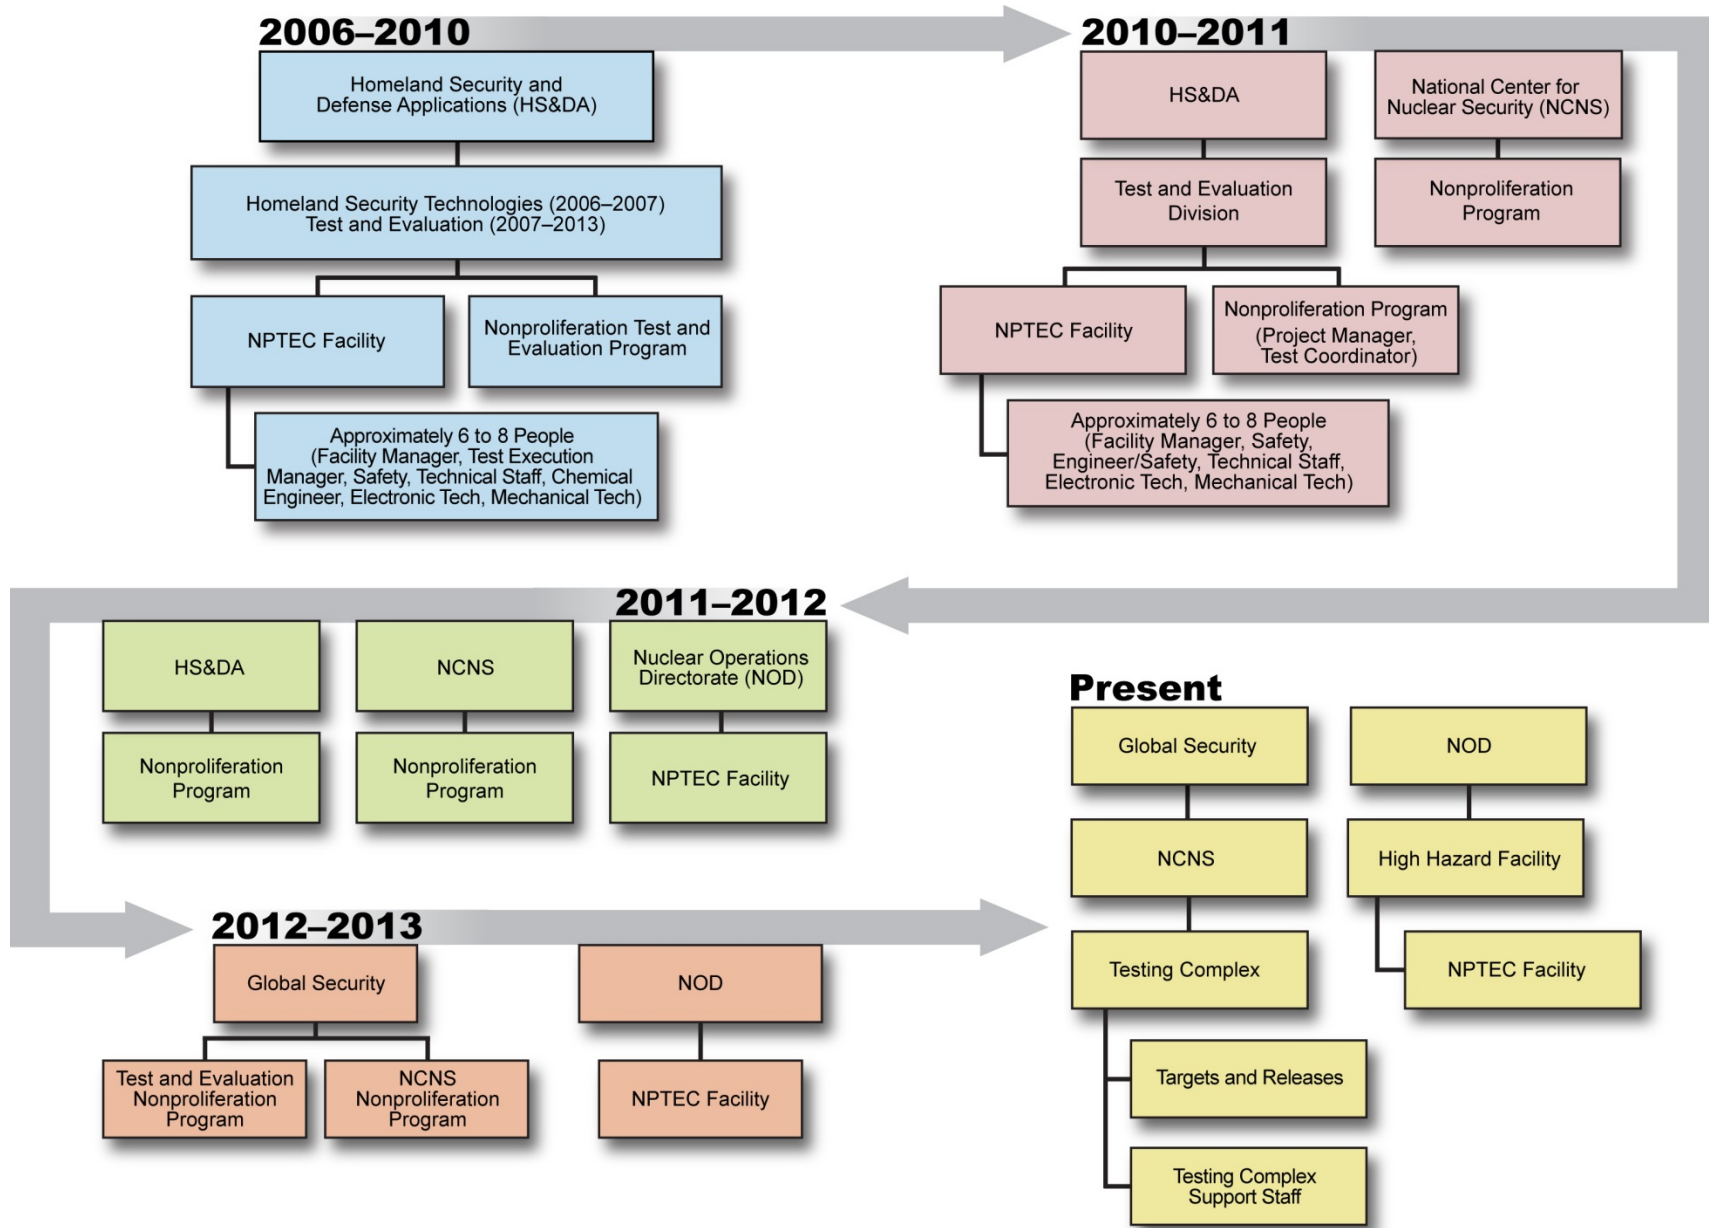 2006–2010
Homeland Security and
Defense Applications (HS&DA)
Homeland Security Technologies (2006–2007)
Test and Evaluation (2007–2013)
NPTEC Facility
Nonproliferation Test and
Evaluation Program
Approximately 6 to 8 People
(Facility Manager, Test Execution
Manager, Safety, Technical Staff, Chemical
Engineer, Electronic Tech, Mechanical Tech)
2010–2011
HS&DA
National Center for
Nuclear Security (NCNS)
Test and Evaluation
Division
Nonproliferation
Program
NPTEC Facility
Nonproliferation Program
(Project Manager,
Test Coordinator)
Approximately 6 to 8 People
(Facility Manager, Safety,
Engineer/Safety, Technical Staff,
Electronic Tech, Mechanical Tech)
2011–2012
HS&DA
NCNS
Nuclear Operations
Directorate (NOD)
Nonproliferation
Program
Nonproliferation
Program
NPTEC Facility
2012–2013
Global Security
NOD
Test and Evaluation
Nonproliferation
Program
NCNS
Nonproliferation
Program
NPTEC Facility
Present
Global Security
NOD
NCNS
High Hazard Facility
Testing Complex
NPTEC Facility
Targets and Releases
Testing Complex
Support Staff